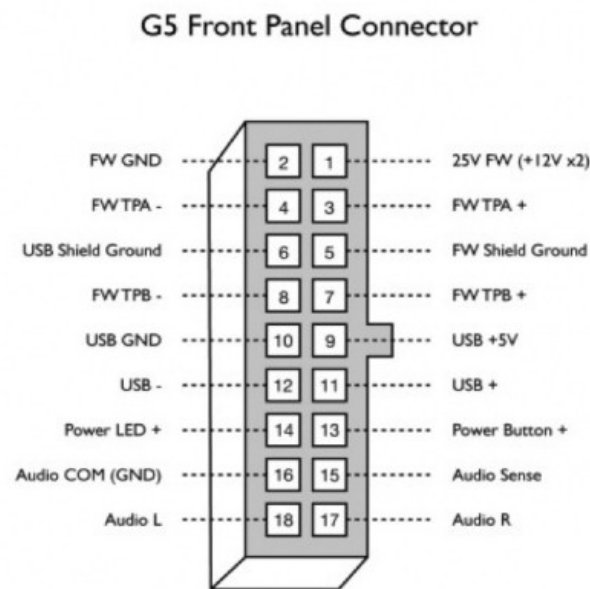 G5 Front Panel Connector
FW GND 2 1 25V FW (+12V x2)
FW TPA - 4 3 FW TPA +
USB Shield Ground 6 5 FW Shield Ground
FW TPB - 8 7 FW TPB +
USB GND 10 9 USB +5V
USB - 12 11 USB +
Power LED + 14 13 Power Button +
Audio COM (GND) 16 15 Audio Sense
Audio L 18 17 Audio R